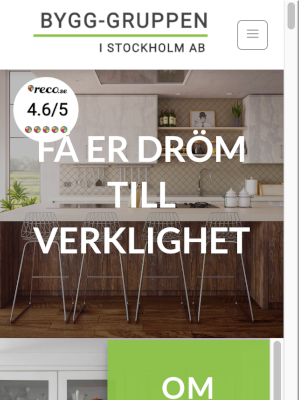 BYGG-GRUPPEN
I STOCKHOLM AB
reco.se
4.6/5
FÅ ER DRÖM
TILL
VERKLIGHET
OM